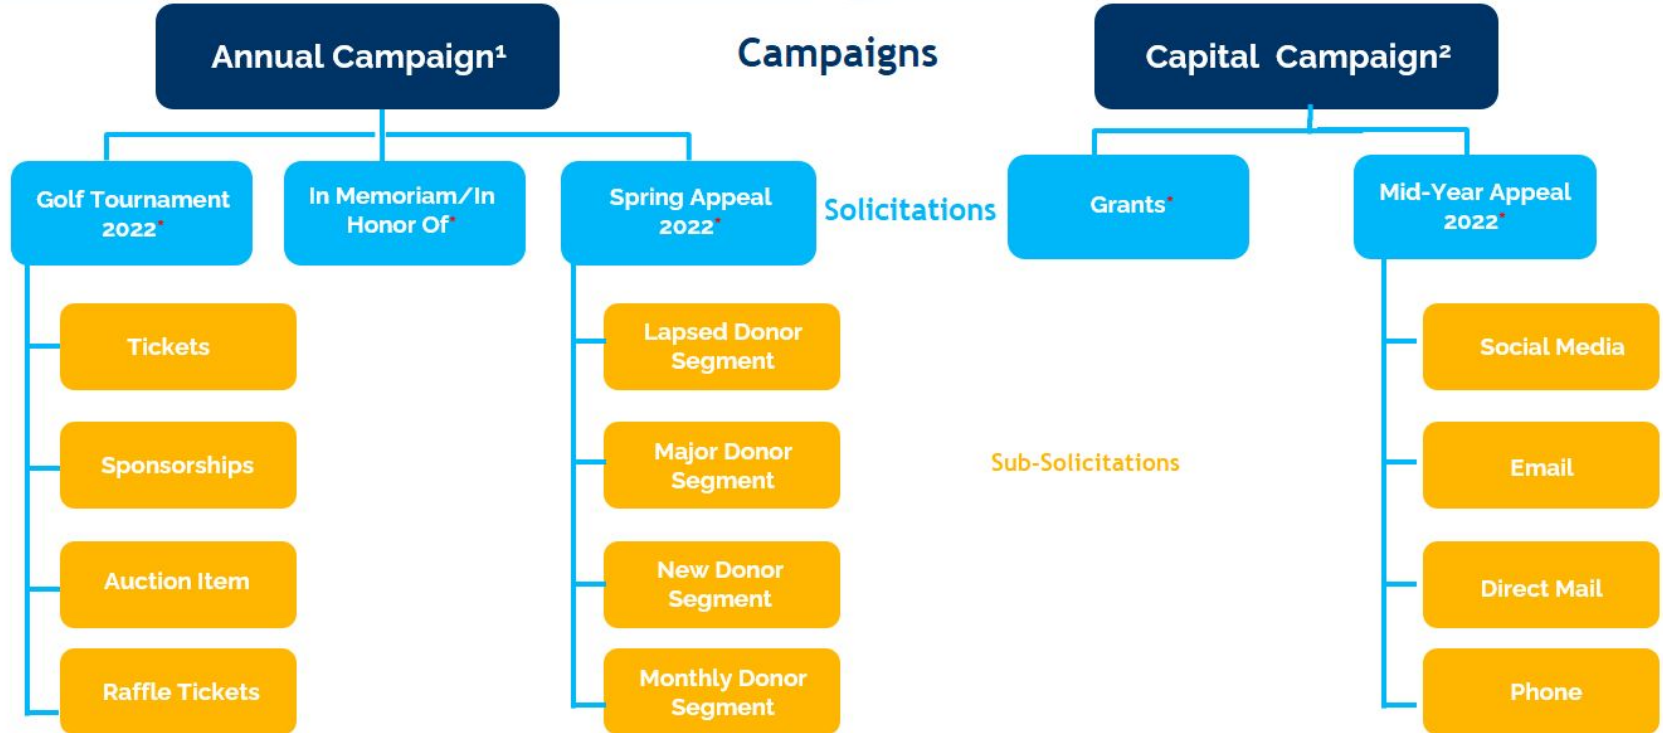 Annual Campaign¹
Campaigns
Capital Campaign²
Golf Tournament
2022*
In Memoriam/In
Honor Of*
Spring Appeal
2022*
Solicitations
Grants*
Mid-Year Appeal
2022*
Tickets
Sponsorships
Auction Item
Raffle Tickets
Lapsed Donor
Segment
Major Donor
Segment
New Donor
Segment
Monthly Donor
Segment
Sub-Solicitations
Social Media
Email
Direct Mail
Phone